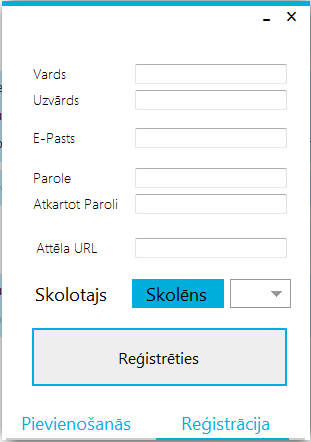 Vards
Uzvārds
E-Pasts
Parole
Atkartot Paroli
Attēla URL
Skolotajs Skolēns
Reģistrēties
Pievienošanās Reģistrācija